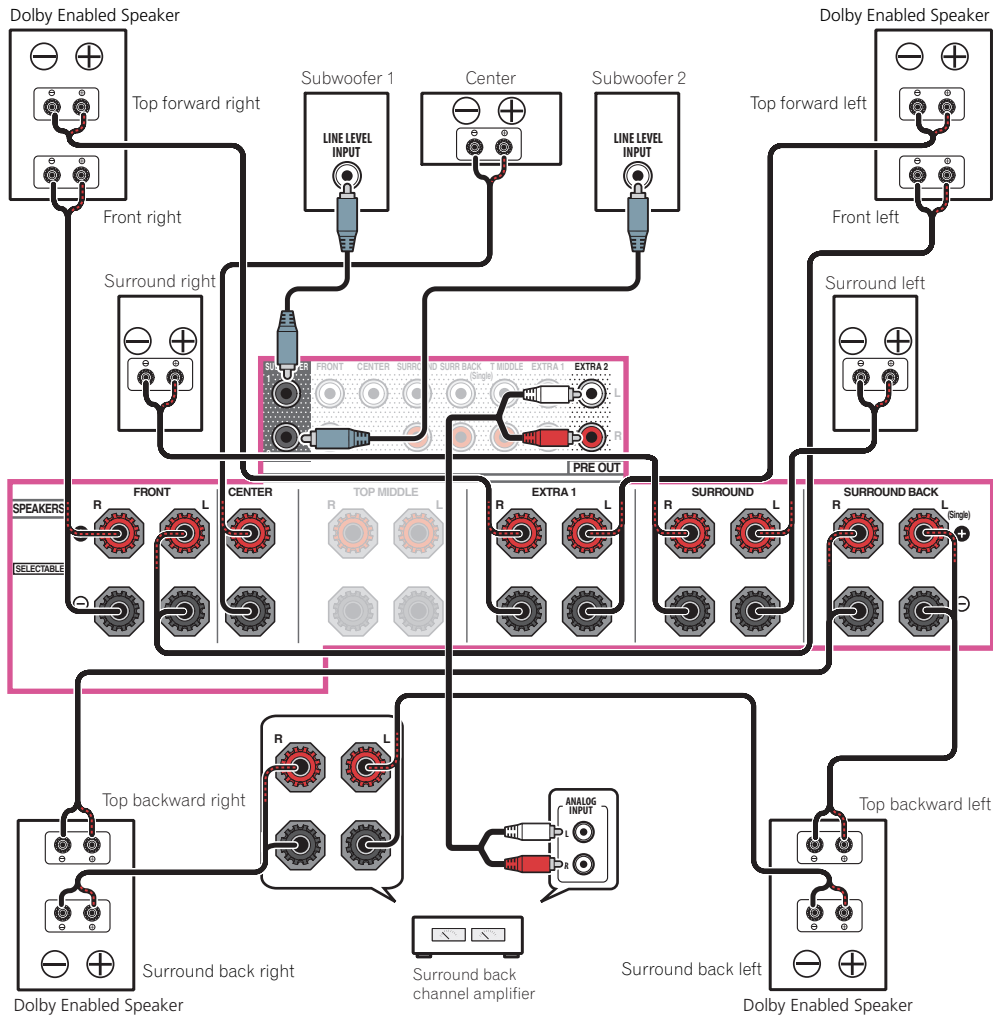 Dolby Enabled Speaker
Dolby Enabled Speaker
Subwoofer 1
Center
Subwoofer 2
Top forward right
Top forward left
LINE LEVEL
INPUT
LINE LEVEL
INPUT
Front right
Front left
Surround right
Surround left
FRONT
CENTER
SURROUND
SURR BACK
(Single)
T MIDDLE
EXTRA 1
EXTRA 2
1
L
R
PRE OUT
SPEAKERS
SELECTABLE
FRONT
R
L
CENTER
TOP MIDDLE
R
L
EXTRA 1
R
L
SURROUND
R
L
SURROUND BACK
R
L
(Single)
R
L
ANALOG
INPUT
L
R
Top backward right
Top backward left
Surround back right
Surround back
channel amplifier
Surround back left
Dolby Enabled Speaker
Dolby Enabled Speaker